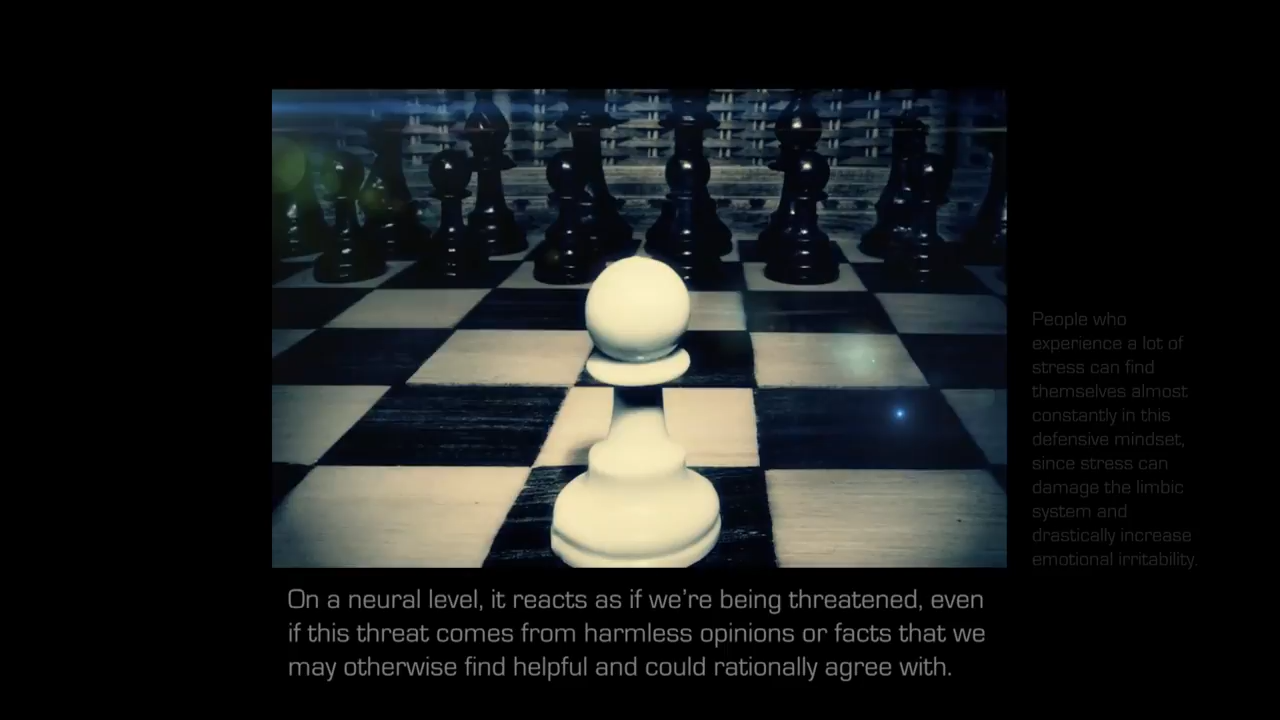 People who
experience a lot of
stress can find
themselves almost
constantly in this
defensive mindset,
since stress can
damage the limbic
system and
drastically increase
emotional irritability.
On a neural level, it reacts as if we're being threatened, even
if this threat comes from harmless opinions or facts that we
may otherwise find helpful and could rationally agree with.